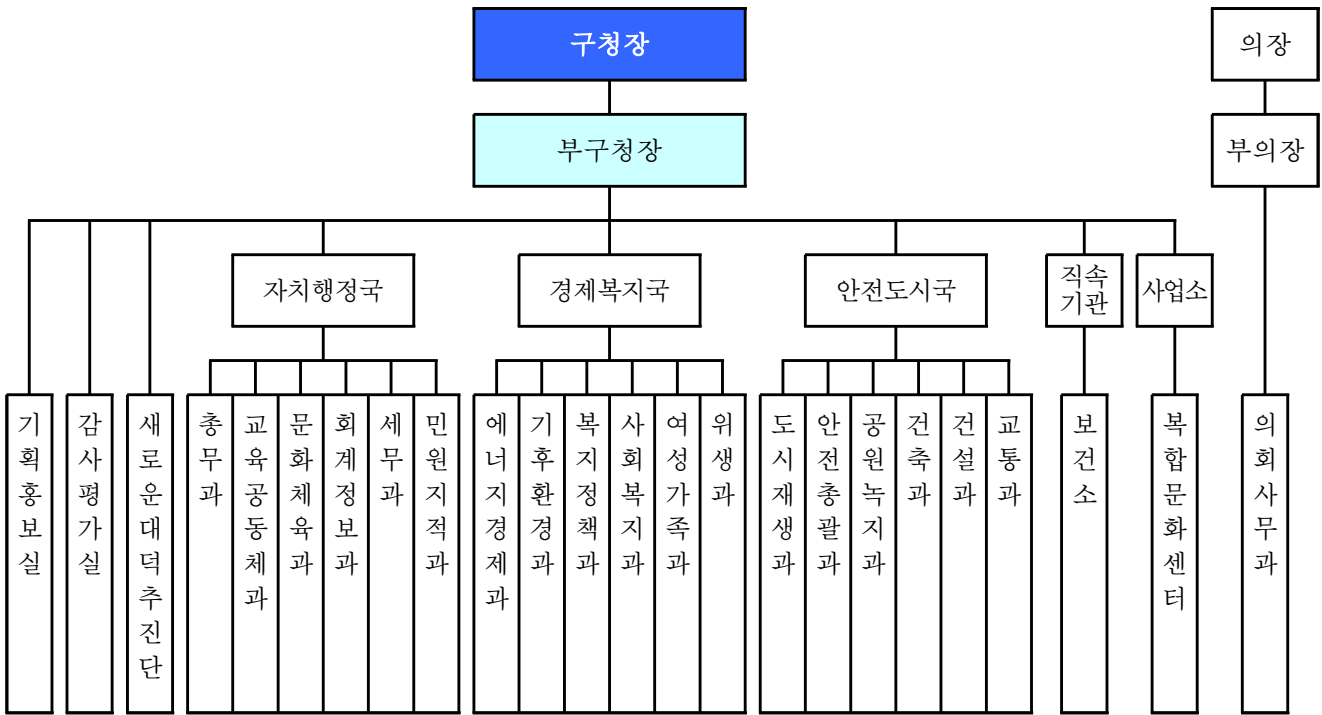 구청장
의장
부구청장
부의장
자치행정국
경제복지국
안전도시국
직속
기관
사업소
기획홍보실
감사평가실
새로운대덕추진단
총무과
교육공동체과
문화체육과
회계정보과
세무과
민원지적과
에너지경제과
기후환경과
복지정책과
사회복지과
여성가족과
위생과
도시재생과
안전총괄과
공원녹지과
건축과
건설과
교통과
보건소
복합문화센터
의회사무과